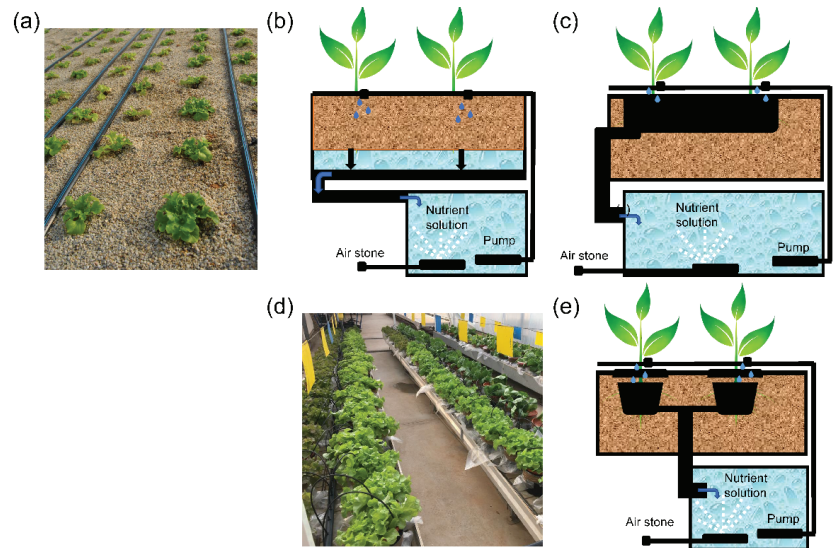 (a)
(b)
(c)
Nutrient
solution
Pump
Air stone
Nutrient
solution
Pump
Air stone
(d)
(e)
Nutrient
solution
Pump
Air stone